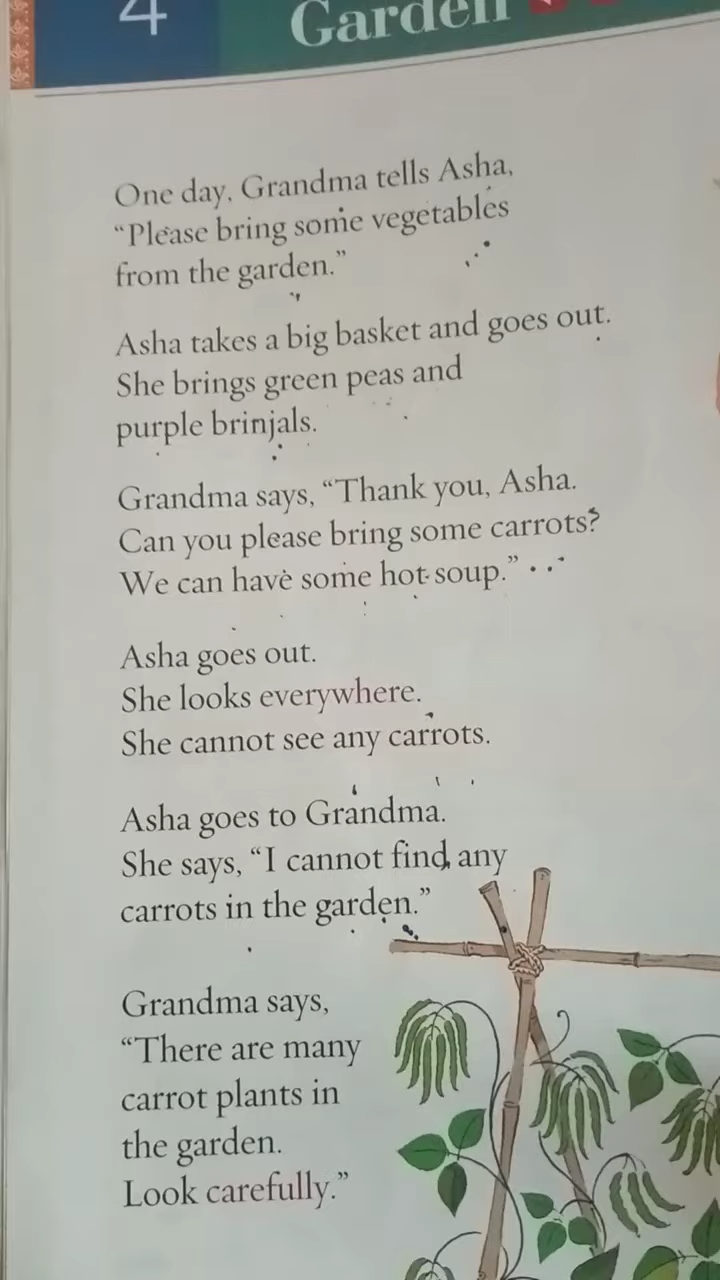 4
Garden
One day, Grandma tells Asha,
“Please bring some vegetables
from the garden.”
Asha takes a big basket and goes out.
She brings green peas and
purple brinjals.
Grandma says, “Thank you, Asha.
Can you please bring some carrots?
We can have some hot soup.”
Asha goes out.
She looks everywhere.
She cannot see any carrots.
Asha goes to Grandma.
She says, “I cannot find any
carrots in the garden.”
Grandma says,
“There are many
carrot plants in
the garden.
Look carefully.”